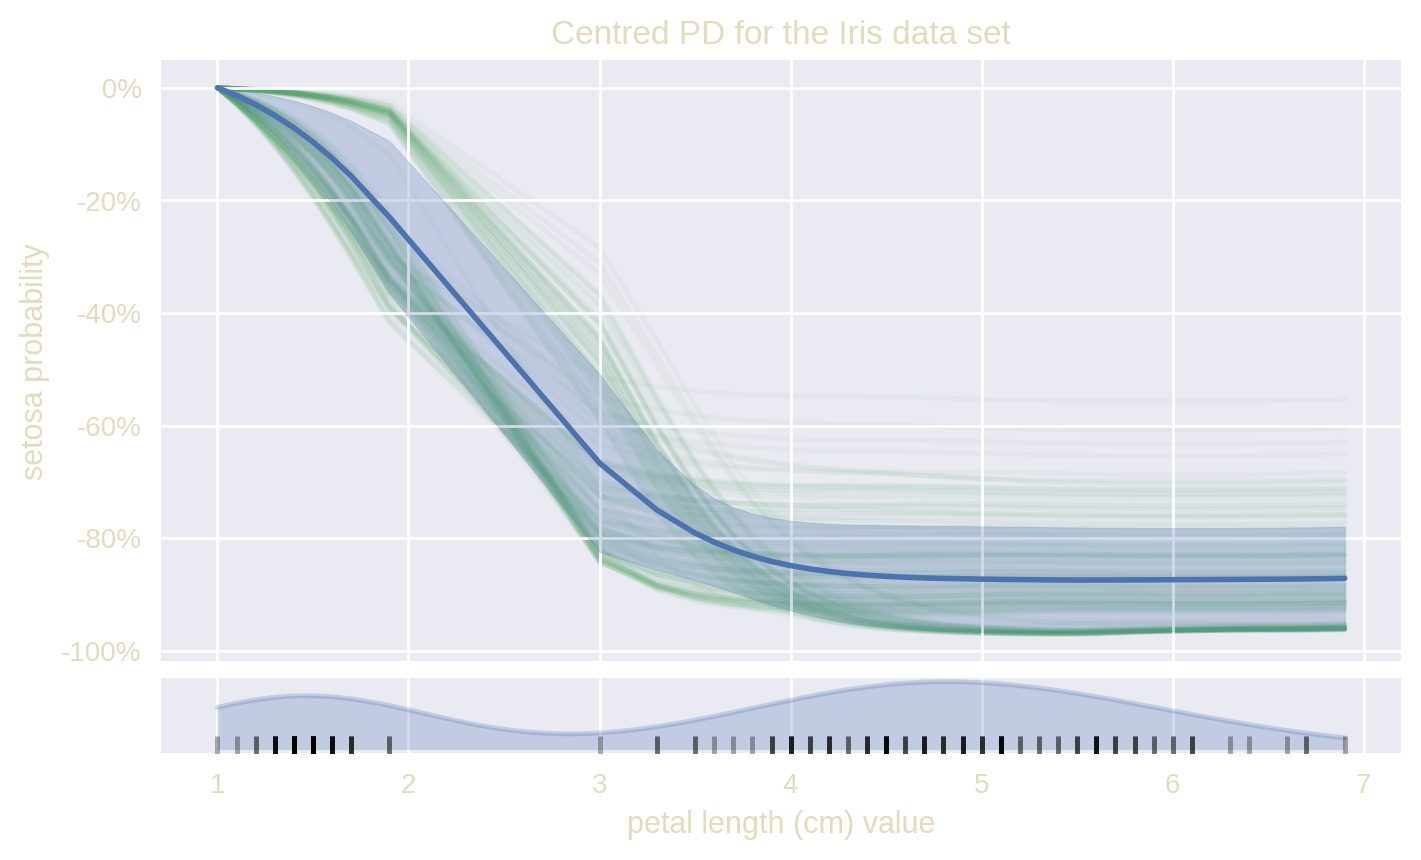 Centred PD for the Iris data set
0%
-20%
-40%
-60%
-80%
-100%
setosa probability
1 2 3 4 5 6 7
petal length (cm) value